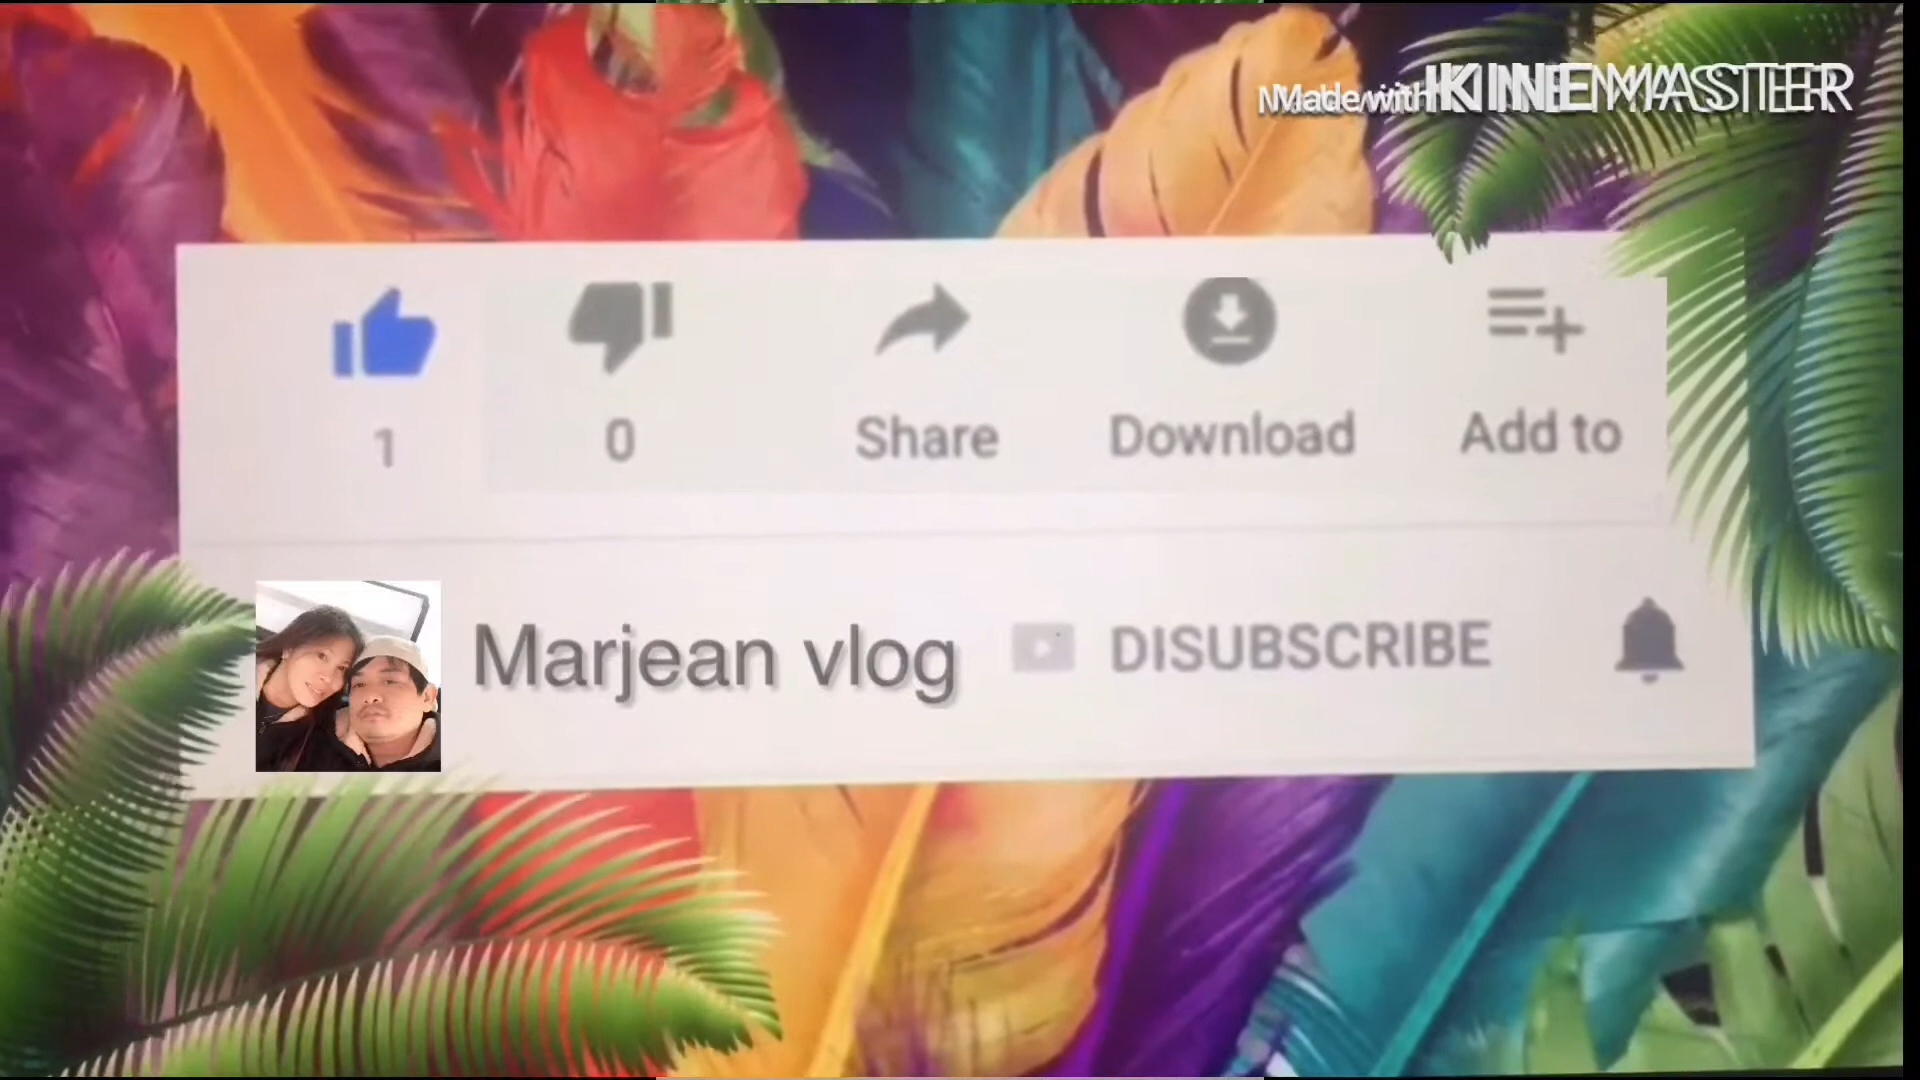 Made with KINEMASTER
1
0
Share
Download
Add to
Marjean vlog
DISUBSCRIBE